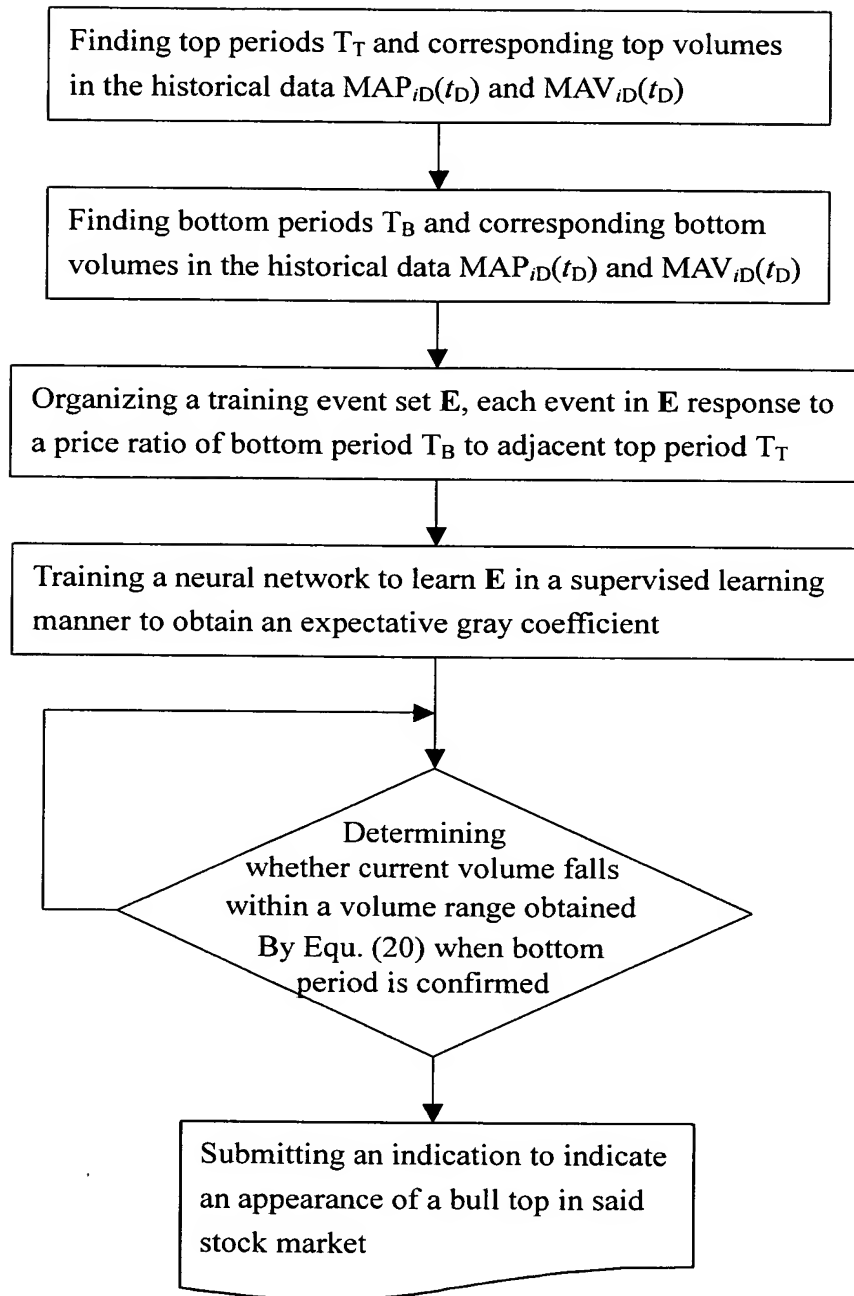 Finding top periods T_T and corresponding top volumes
in the historical data MAP_iD(t_D) and MAV_iD(t_D)
Finding bottom periods T_B and corresponding bottom
volumes in the historical data MAP_iD(t_D) and MAV_iD(t_D)
Organizing a training event set E, each event in E response to
a price ratio of bottom period T_B to adjacent top period T_T
Training a neural network to learn E in a supervised learning
manner to obtain an expectative gray coefficient
Determining
whether current volume falls
within a volume range obtained
By Equ. (20) when bottom
period is confirmed
Submitting an indication to indicate
an appearance of a bull top in said
stock market